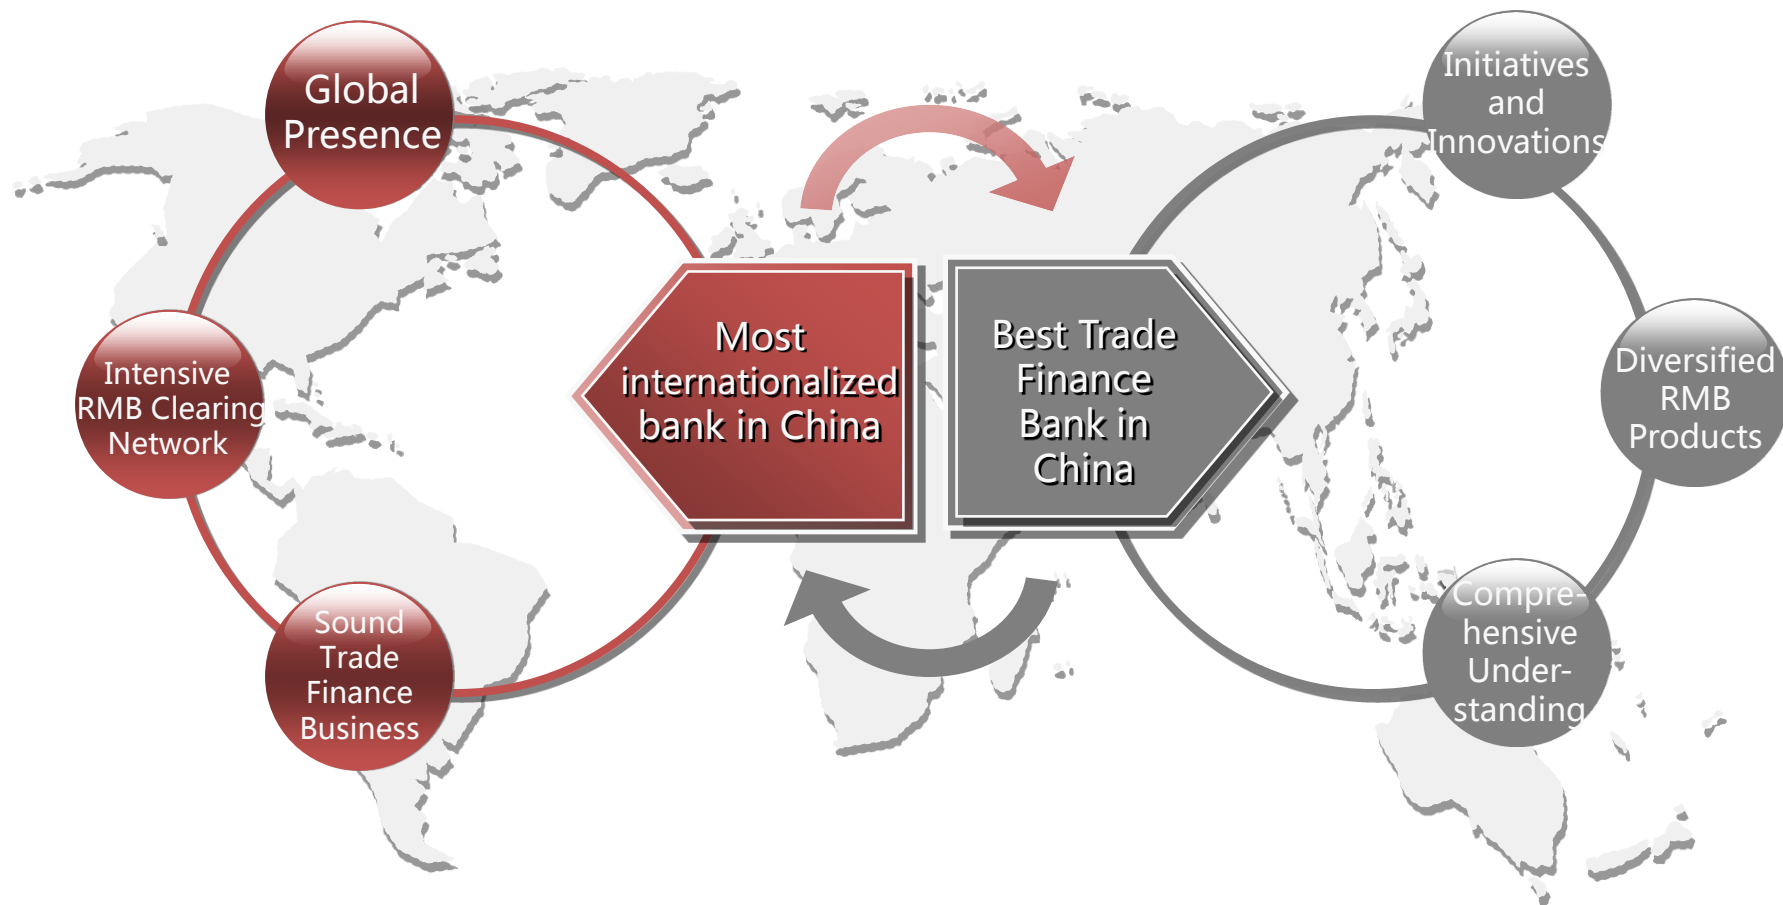 Global
Presence
Intensive
RMB Clearing
Network
Sound
Trade
Finance
Business
Most
internationalized
bank in China
Best Trade
Finance
Bank in
China
Initiatives
and
Innovations
Diversified
RMB
Products
Compre-
hensive
Under-
standing